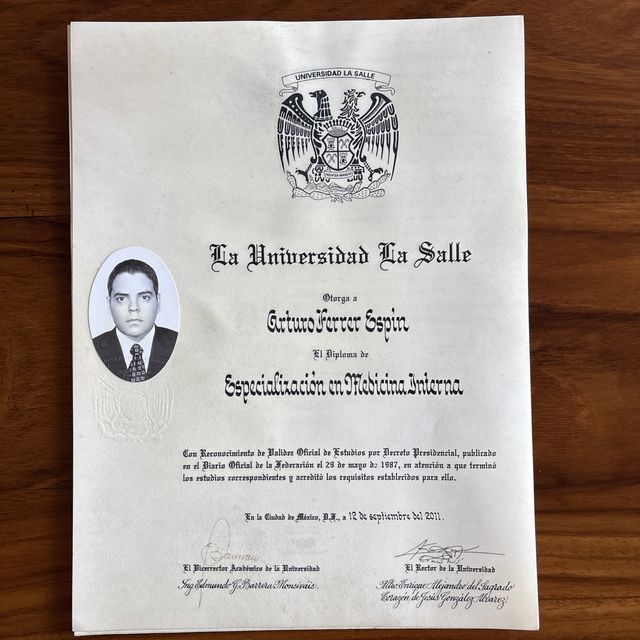 UNIVERSIDAD LA SALLE
La Universidad La Salle
Otorga a
Arturo Ferrer Espin
El Diploma de
Especialización en Medicina Interna
Con Reconocimiento de Validez Oficial de Estudios por Decreto Presidencial, publicado
en el Diario Oficial de la Federación el 29 de mayo de 1987, en atención a que terminó
los estudios correspondientes y acreditó los requisitos establecidos para ello.
En la Ciudad de México, D.F., a 12 de septiembre del 2011.
El Vicerrector Académico de la Universidad
Ing Edmundo G. Barrera Monsiváis
El Rector de la Universidad
Mtro Enrique Alejandro del Sagrado
Corazón de Jesús González Alvarez